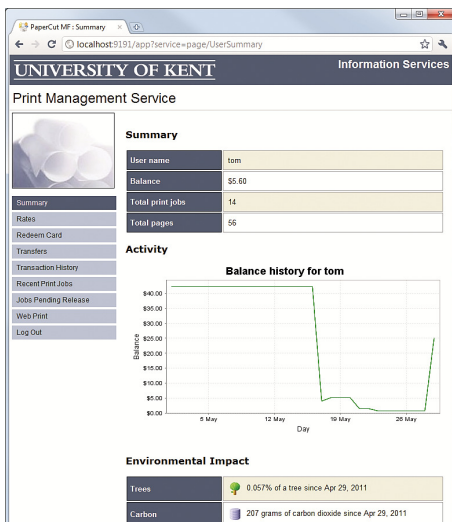 PaperCut MF : Summary
localhost:9191/app?service=page/UserSummary
UNIVERSITY OF KENT
Information Services
Print Management Service
Summary
Rates
Redeem Card
Transfers
Transaction History
Recent Print Jobs
Jobs Pending Release
Web Print
Log Out
Summary
User name tom
Balance $5.60
Total print jobs 14
Total pages 56
Activity
Balance history for tom
Balance
$40.00
$35.00
$30.00
$25.00
$20.00
$15.00
$10.00
$5.00
$0.00
5 May 12 May 19 May 26 May
Day
Environmental Impact
Trees 0.057% of a tree since Apr 29, 2011
Carbon 207 grams of carbon dioxide since Apr 29, 2011